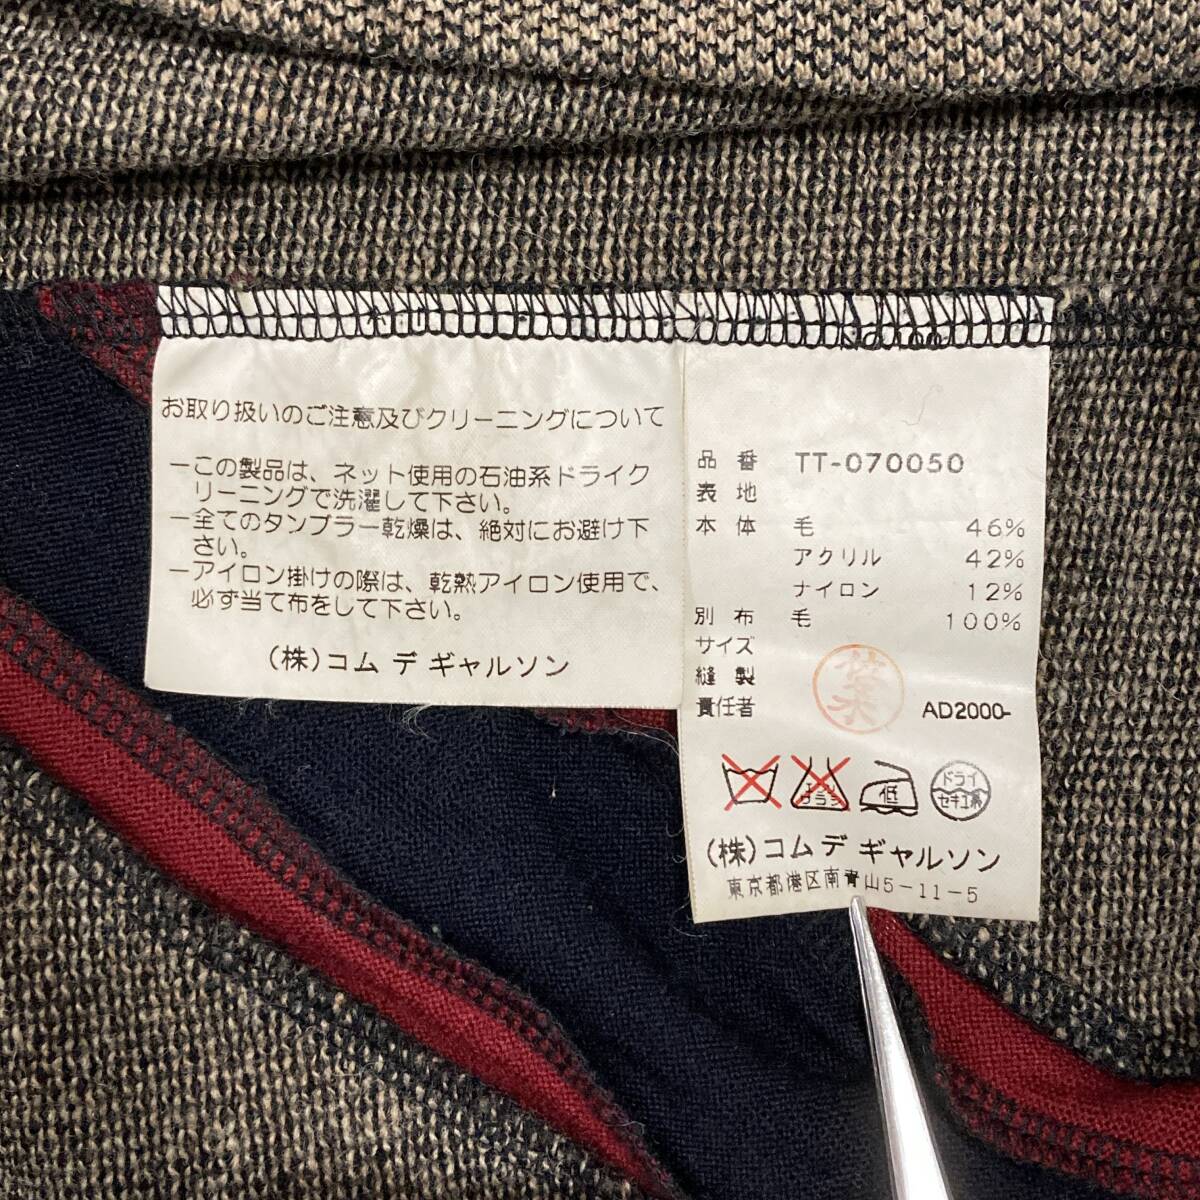 お取り扱いのご注意及びクリーニングについて
ーこの製品は、ネット使用の石油系ドライク
リーニングで洗濯して下さい。
ー全てのタンブラー乾燥は、絶対にお避け下
さい。
ーアイロン掛けの際は、乾熱アイロン使用で、
必ず当て布をして下さい。
(株)コム デ ギャルソン
品番 TT-070050
表地
本体 毛 46%
アクリル 42%
ナイロン 12%
別布 毛 100%
サイズ
縫製
責任者 AD2000-
エンソ
サラシ
低
ドライ
セキユ系
(株)コム デ ギャルソン
東京都港区南青山5-11-5